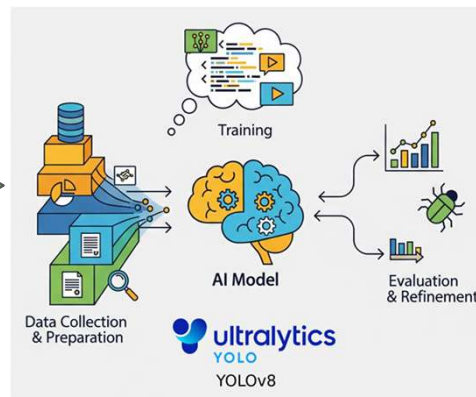 Training
Data Collection
& Preparation
AI Model
Evaluation
& Refinement
ultralytics
YOLO
YOLOv8